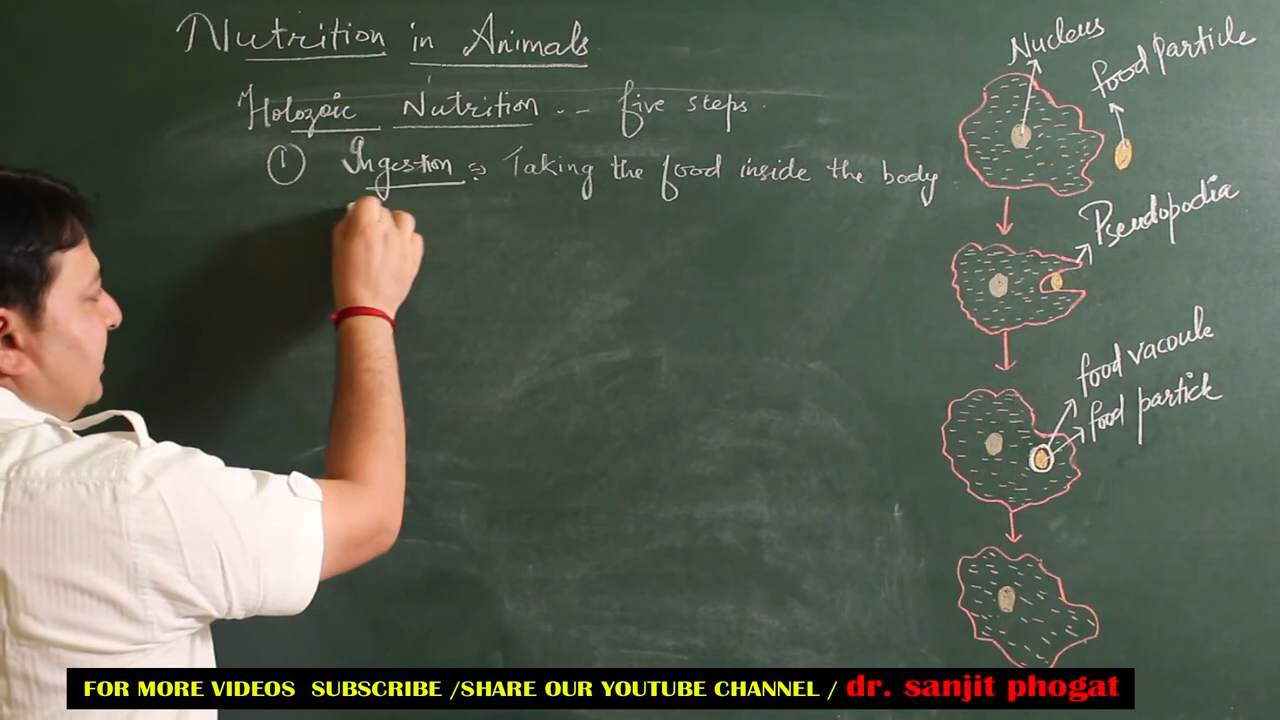 Nutrition in Animals
Holozoic Nutrition -- five steps.
① Ingestion => Taking the food inside the body.
Nucleus
food particle
Pseudopodia
food vacoule
food particle
FOR MORE VIDEOS SUBSCRIBE /SHARE OUR YOUTUBE CHANNEL / dr. sanjit phogat